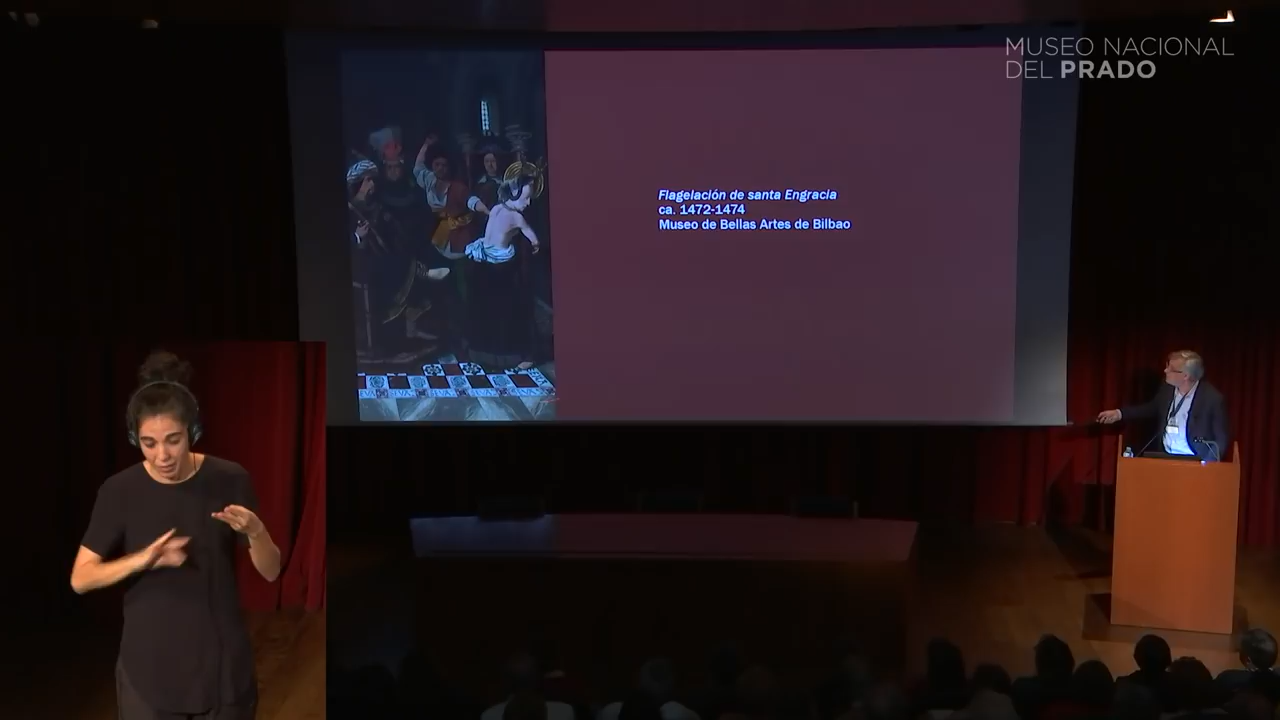 MUSEO NACIONAL
DEL PRADO
Flagelación de santa Engracia
ca. 1472-1474
Museo de Bellas Artes de Bilbao